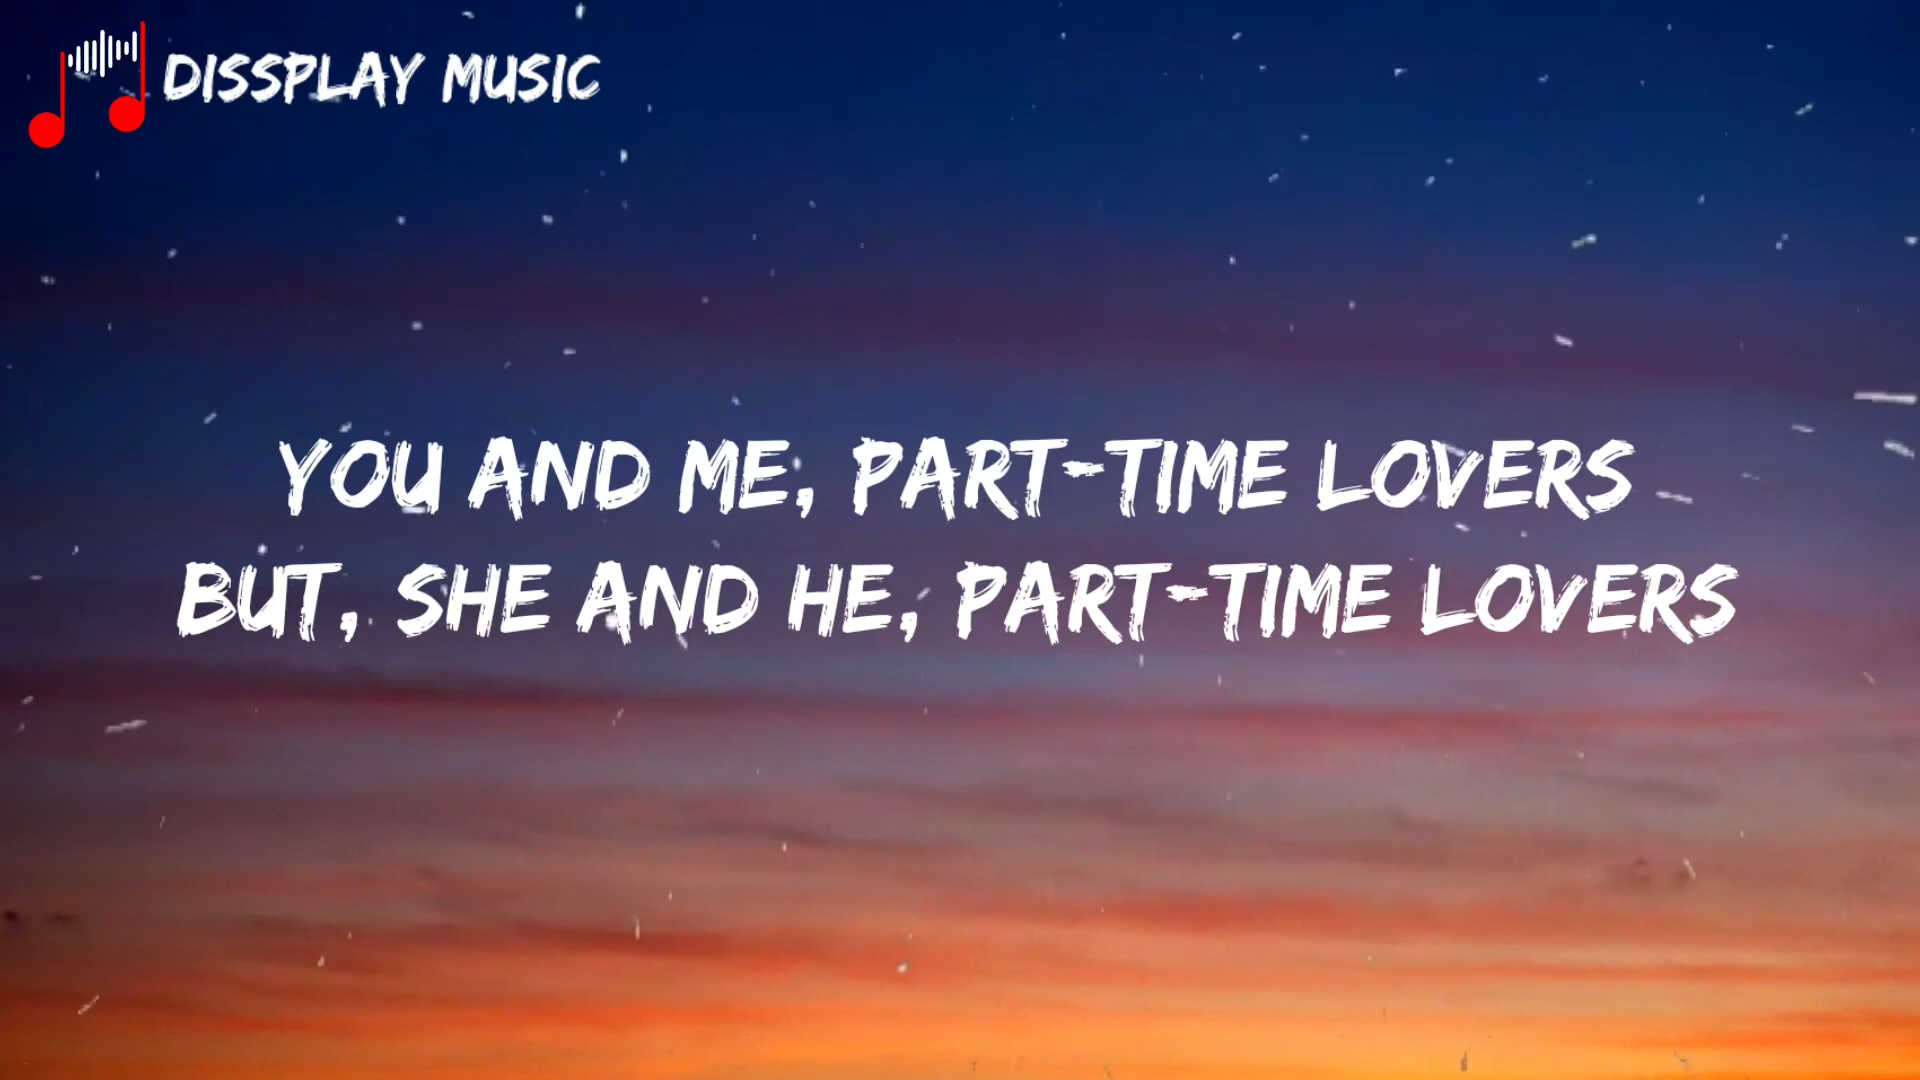 DISSPLAY MUSIC
YOU AND ME, PART-TIME LOVERS
BUT, SHE AND HE, PART-TIME LOVERS